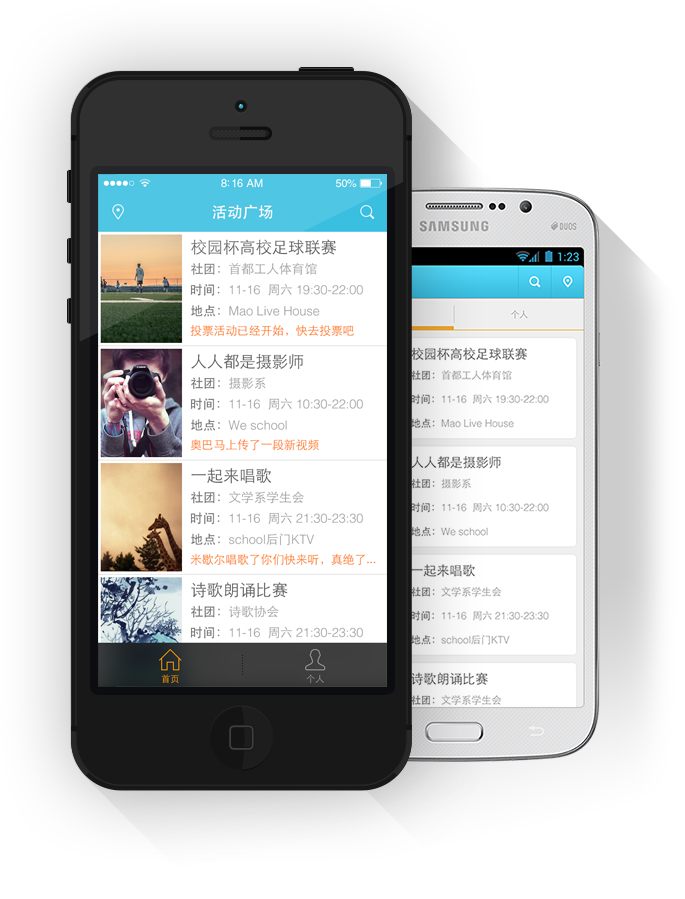 8:16 AM
50%
活动广场
校园杯高校足球联赛
社团：首都工人体育馆
时间：11-16 周六 19:30-22:00
地点：Mao Live House
投票活动已经开始，快去投票吧
人人都是摄影师
社团：摄影系
时间：11-16 周六 10:30-22:00
地点：We school
奥巴马上传了一段新视频
一起来唱歌
社团：文学系学生会
时间：11-16 周六 21:30-23:30
地点：school后门KTV
米歇尔唱歌了你们快来听，真绝了...
诗歌朗诵比赛
社团：诗歌协会
时间：11-16 周六 21:30-23:30
首页
个人
SAMSUNG
DUOS
1:23
个人
校园杯高校足球联赛
社团：首都工人体育馆
时间：11-16 周六 19:30-22:00
地点：Mao Live House
人人都是摄影师
社团：摄影系
时间：11-16 周六 10:30-22:00
地点：We school
一起来唱歌
社团：文学系学生会
时间：11-16 周六 21:30-23:30
地点：school后门KTV
诗歌朗诵比赛
社团：文学系学生会